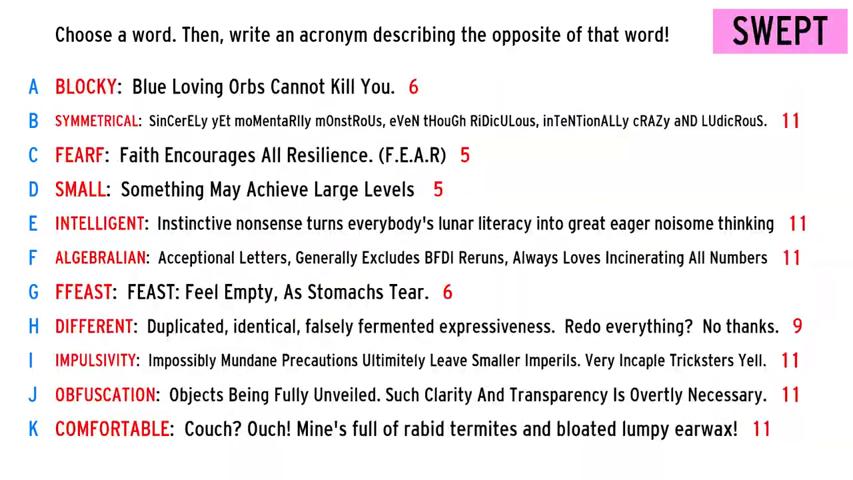 Choose a word. Then, write an acronym describing the opposite of that word!
SWEPT
A BLOCKY: Blue Loving Orbs Cannot Kill You. 6
B SYMMETRICAL: SinCerELy yEt moMentaRIly mOnstRoUs, eVeN tHouGh RiDicULous, inTeNTionALLy cRAZy aND LUdicRouS. 11
C FEARF: Faith Encourages All Resilience. (F.E.A.R) 5
D SMALL: Something May Achieve Large Levels 5
E INTELLIGENT: Instinctive nonsense turns everybody's lunar literacy into great eager noisome thinking 11
F ALGEBRALIAN: Acceptional Letters, Generally Excludes BFDI Reruns, Always Loves Incinerating All Numbers 11
G FFEAST: FEAST: Feel Empty, As Stomachs Tear. 6
H DIFFERENT: Duplicated, identical, falsely fermented expressiveness. Redo everything? No thanks. 9
I IMPULSIVITY: Impossibly Mundane Precautions Ultimitely Leave Smaller Imperils. Very Incaple Tricksters Yell. 11
J OBFUSCATION: Objects Being Fully Unveiled. Such Clarity And Transparency Is Overtly Necessary. 11
K COMFORTABLE: Couch? Ouch! Mine's full of rabid termites and bloated lumpy earwax! 11